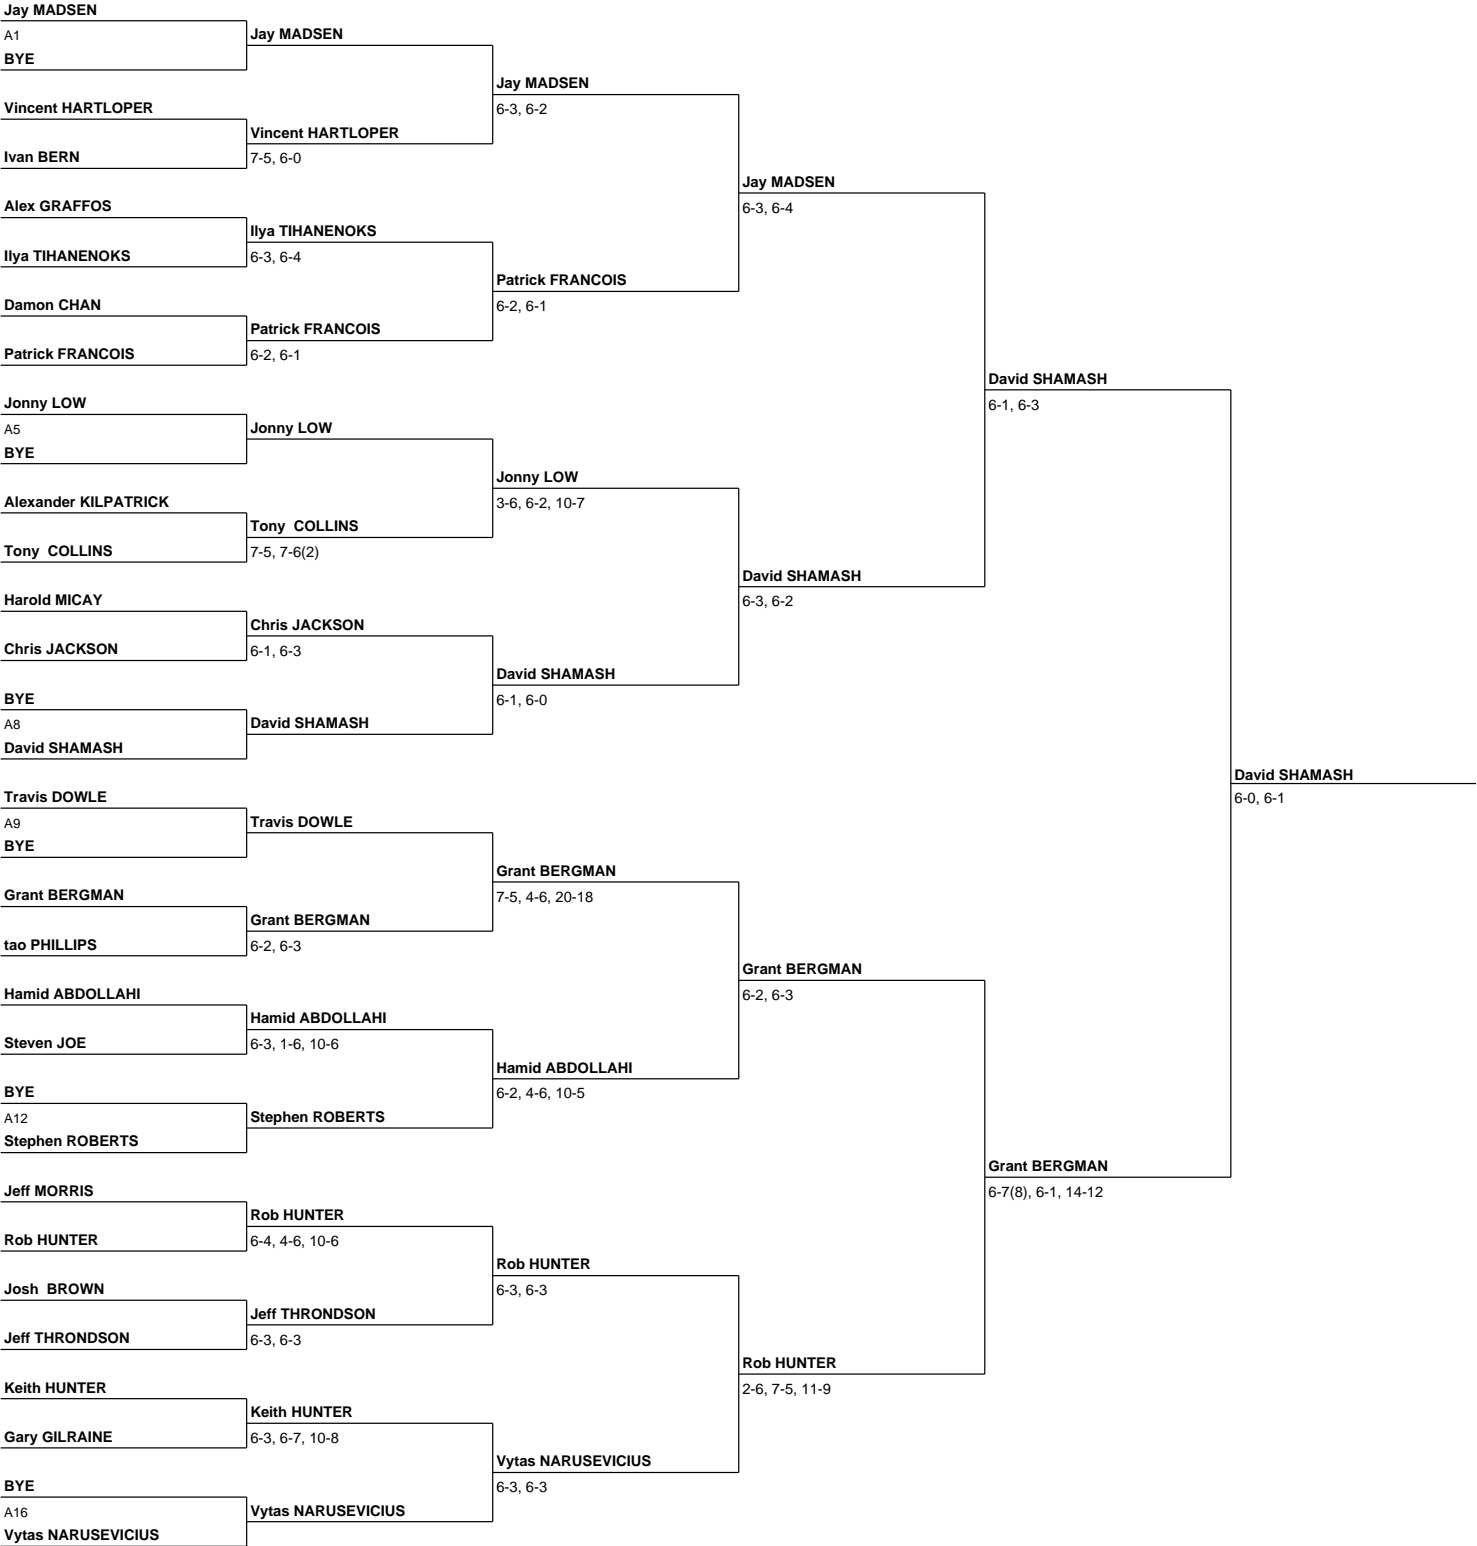 Jay MADSEN
A1
BYE
Vincent HARTLOPER
Ivan BERN
Alex GRAFFOS
Ilya TIHANENOKS
Damon CHAN
Patrick FRANCOIS
Jonny LOW
A5
BYE
Alexander KILPATRICK
Tony  COLLINS
Harold MICAY
Chris JACKSON
BYE
A8
David SHAMASH
Travis DOWLE
A9
BYE
Grant BERGMAN
tao PHILLIPS
Hamid ABDOLLAHI
Steven JOE
BYE
A12
Stephen ROBERTS
Jeff MORRIS
Rob HUNTER
Josh  BROWN
Jeff THRONDSON
Keith HUNTER
Gary GILRAINE
BYE
A16
Vytas NARUSEVICIUS
Jay MADSEN
Vincent HARTLOPER
7-5, 6-0
Ilya TIHANENOKS
6-3, 6-4
Patrick FRANCOIS
6-2, 6-1
Jonny LOW
Tony  COLLINS
7-5, 7-6(2)
Chris JACKSON
6-1, 6-3
David SHAMASH
Travis DOWLE
Grant BERGMAN
6-2, 6-3
Hamid ABDOLLAHI
6-3, 1-6, 10-6
Stephen ROBERTS
Rob HUNTER
6-4, 4-6, 10-6
Jeff THRONDSON
6-3, 6-3
Keith HUNTER
6-3, 6-7, 10-8
Vytas NARUSEVICIUS
Jay MADSEN
6-3, 6-2
Patrick FRANCOIS
6-2, 6-1
Jonny LOW
3-6, 6-2, 10-7
David SHAMASH
6-1, 6-0
Grant BERGMAN
7-5, 4-6, 20-18
Hamid ABDOLLAHI
6-2, 4-6, 10-5
Rob HUNTER
6-3, 6-3
Vytas NARUSEVICIUS
6-3, 6-3
Jay MADSEN
6-3, 6-4
David SHAMASH
6-3, 6-2
Grant BERGMAN
6-2, 6-3
Rob HUNTER
2-6, 7-5, 11-9
David SHAMASH
6-1, 6-3
Grant BERGMAN
6-7(8), 6-1, 14-12
David SHAMASH
6-0, 6-1